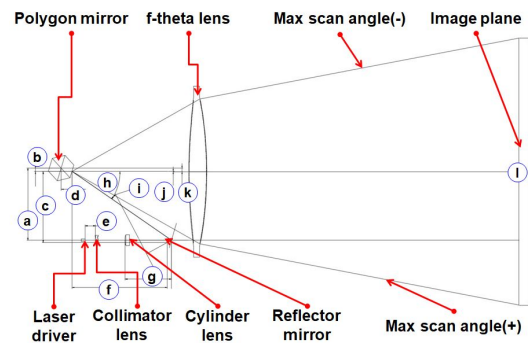 Polygon mirror
f-theta lens
Max scan angle(-)
Image plane
b
h
i
j
k
l
a
c
d
e
g
f
Laser
driver
Collimator
lens
Cylinder
lens
Reflector
mirror
Max scan angle(+)